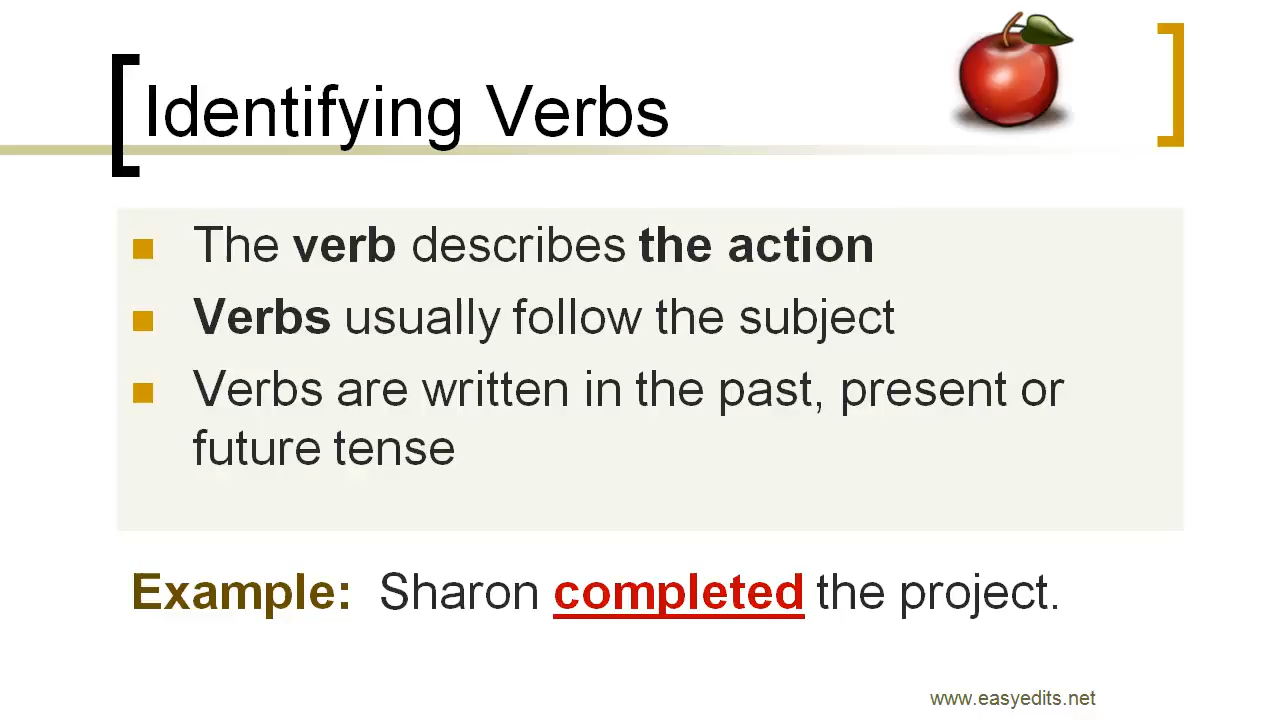 Identifying Verbs
The verb describes the action
Verbs usually follow the subject
Verbs are written in the past, present or
future tense
Example: Sharon completed the project.
www.easyedits.net